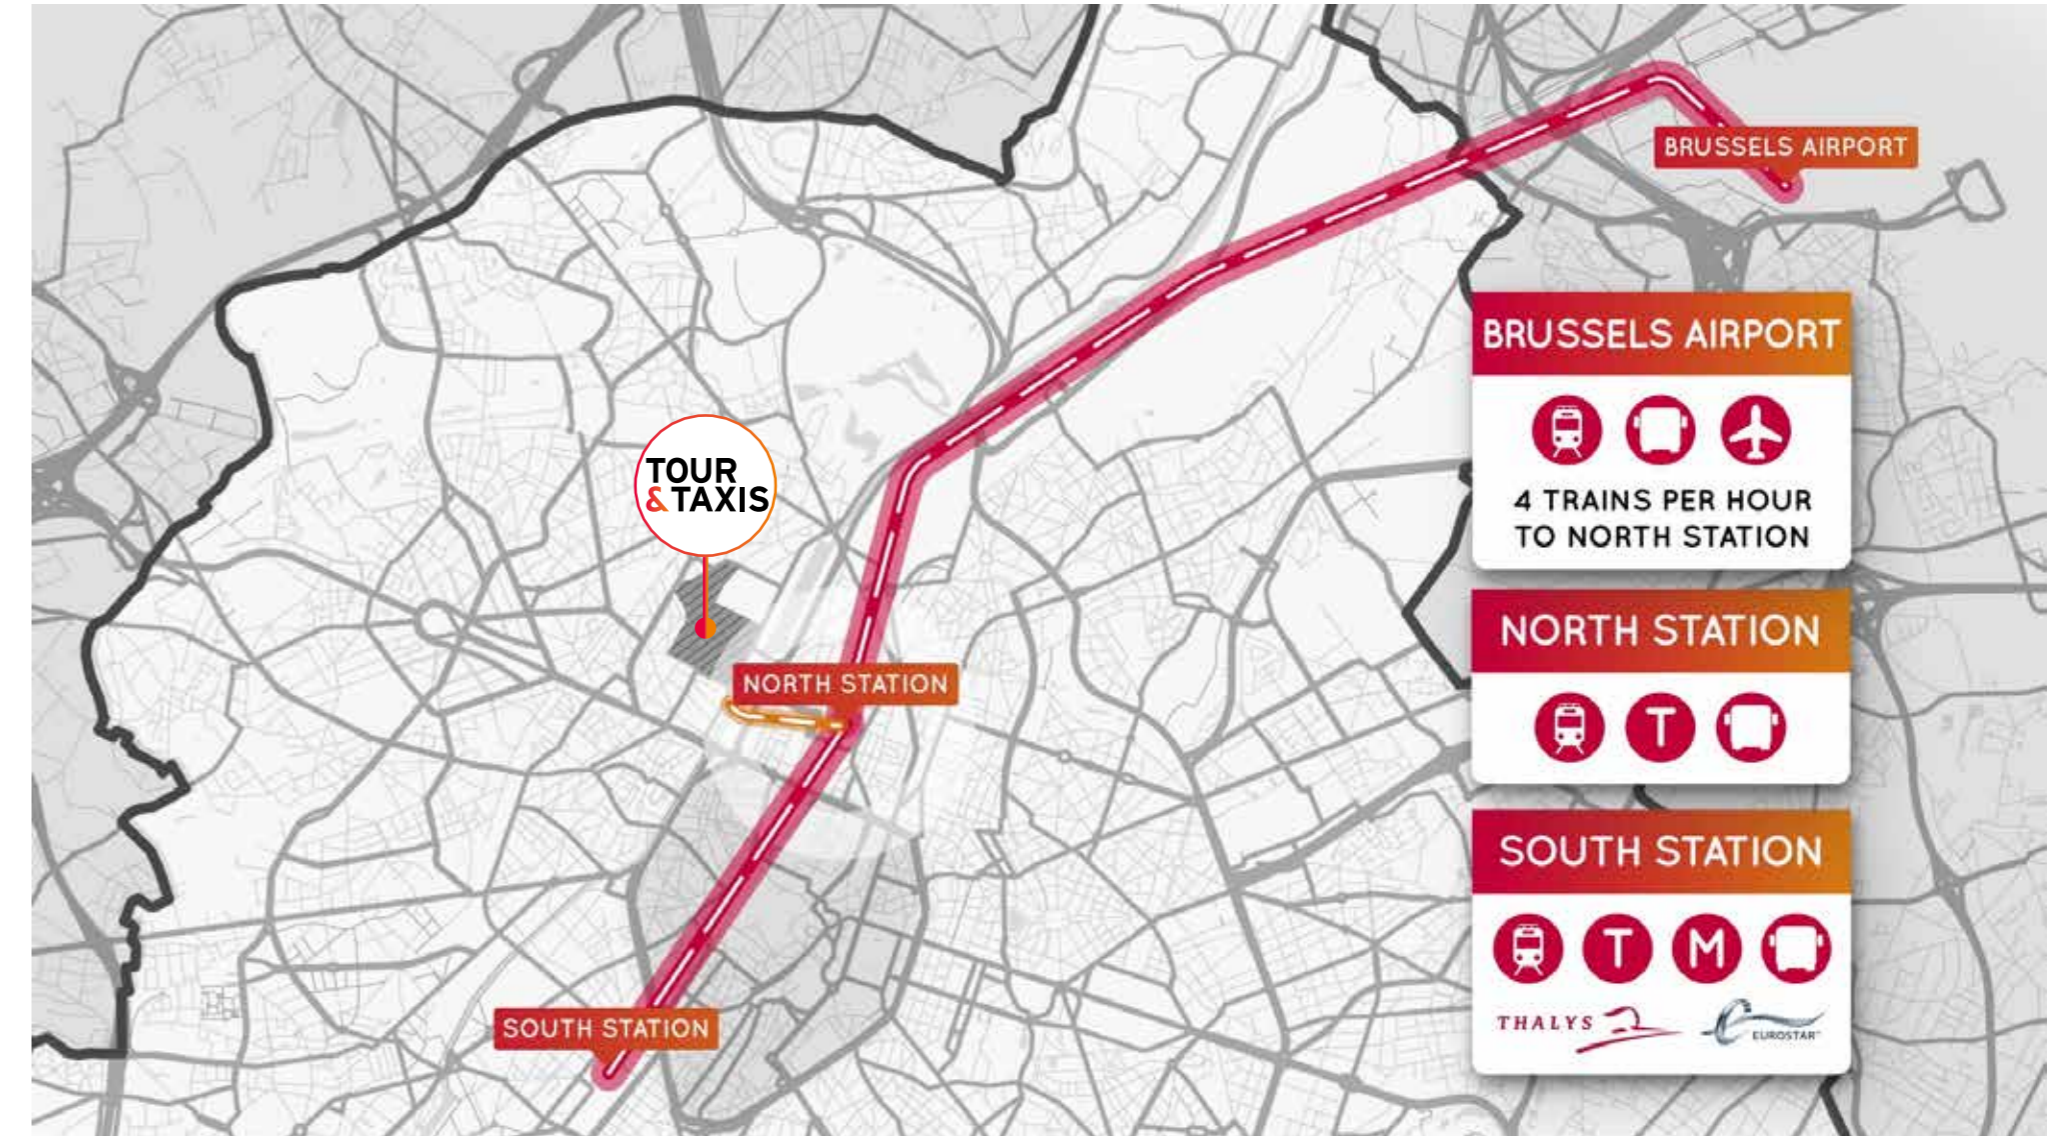 BRUSSELS AIRPORT
TOUR
&TAXIS
NORTH STATION
SOUTH STATION
BRUSSELS AIRPORT
4 TRAINS PER HOUR
TO NORTH STATION
NORTH STATION
T
SOUTH STATION
T M
THALYS
EUROSTAR™